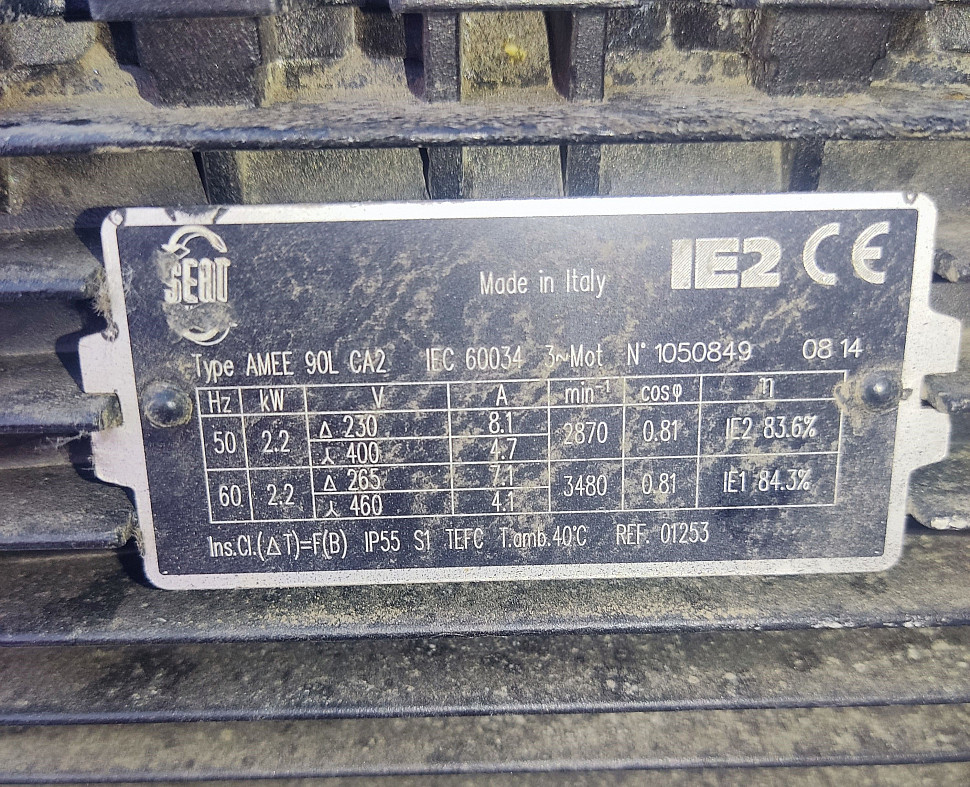 SEAT
Made in Italy
IE2 CE
Type AMEE 90L CA2 IEC 60034 3~Mot N° 1050849 08 14
Hz kW V A min⁻¹ cosφ η
50 2.2 Δ 230 8.1 2870 0.81 IE2 83.6%
⅄ 400 4.7
60 2.2 Δ 265 7.1 3480 0.81 IE1 84.3%
⅄ 460 4.1
Ins.Cl.(ΔT)=F(B) IP55 S1 TEFC T.amb.40°C REF. 01253